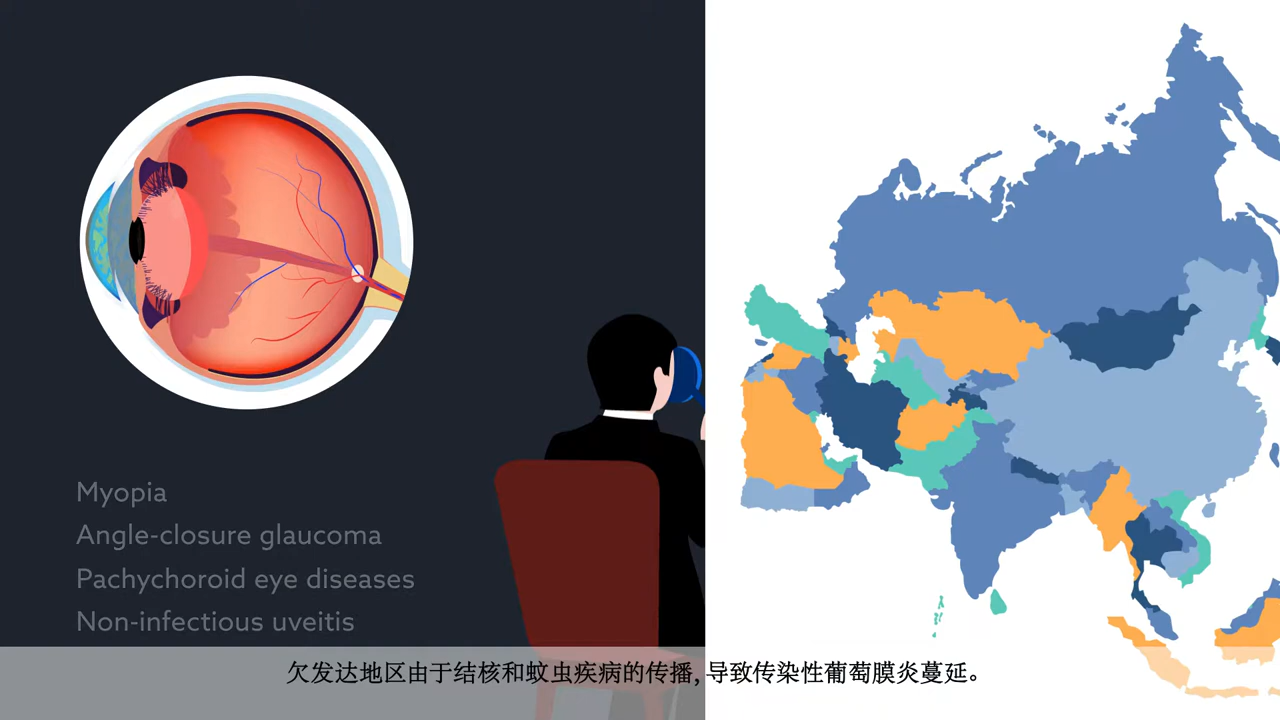 Myopia
Angle-closure glaucoma
Pachychoroid eye diseases
Non-infectious uveitis
欠发达地区由于结核和蚊虫疾病的传播,导致传染性葡萄膜炎蔓延。